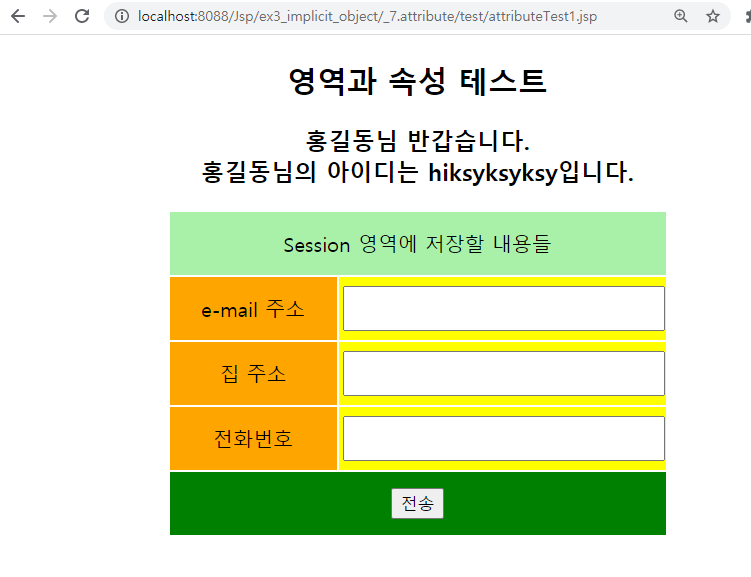 localhost:8088/Jsp/ex3_implicit_object/_7.attribute/test/attributeTest1.jsp
영역과 속성 테스트
홍길동님 반갑습니다.
홍길동님의 아이디는 hiksyksyksy입니다.
Session 영역에 저장할 내용들
e-mail 주소
집 주소
전화번호
전송